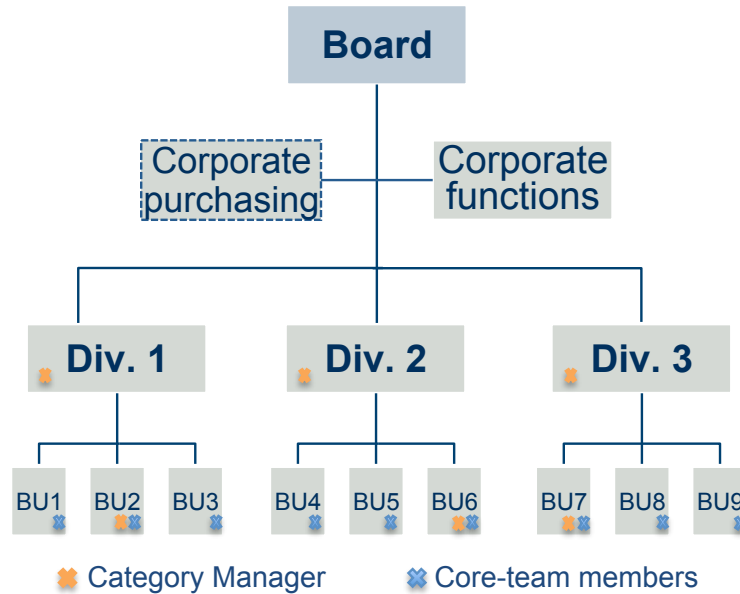 Board
Corporate
purchasing
Corporate
functions
Div. 1
Div. 2
Div. 3
BU1
BU2
BU3
BU4
BU5
BU6
BU7
BU8
BU9
Category Manager
Core-team members